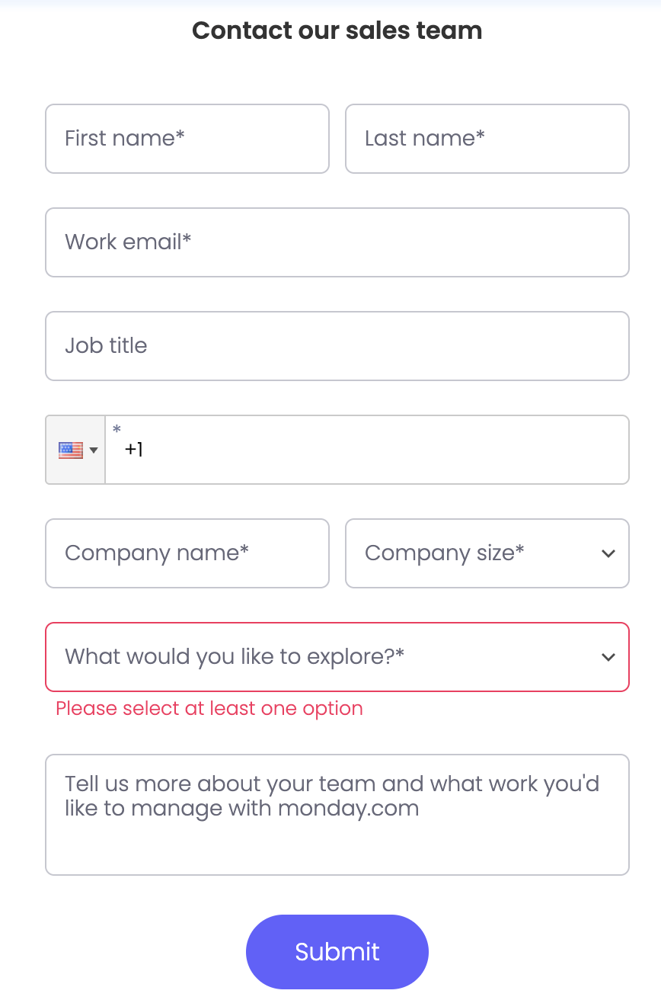 Contact our sales team
First name*
Last name*
Work email*
Job title
*
+1
Company name*
Company size*
What would you like to explore?*
Please select at least one option
Tell us more about your team and what work you'd
like to manage with monday.com
Submit